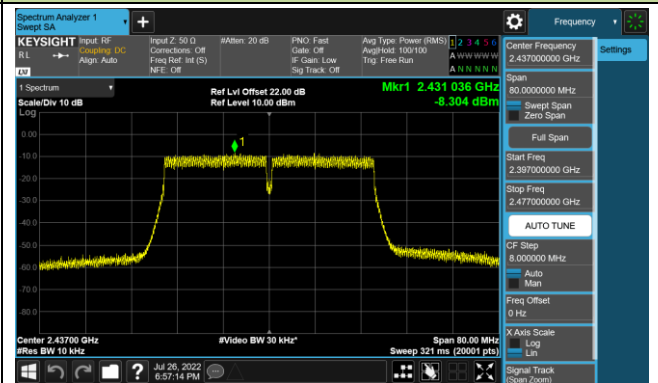 Spectrum Analyzer 1
Swept SA
Frequency
KEYSIGHT
RL
LXI
Input: RF
Coupling: DC
Align: Auto
Input Z: 50 Ω
Corrections: Off
Freq Ref: Int (S)
NFE: Off
#Atten: 20 dB
PNO: Fast
Gate: Off
IF Gain: Low
Sig Track: Off
Avg Type: Power (RMS)
Avg|Hold: 100/100
Trig: Free Run
1 2 3 4 5 6
A W W W W W
A N N N N N
1 Spectrum
Scale/Div 10 dB
Log
Ref Lvl Offset 22.00 dB
Ref Level 10.00 dBm
Mkr1 2.431 036 GHz
-8.304 dBm
1
0.00
-10.0
-20.0
-30.0
-40.0
-50.0
-60.0
-70.0
-80.0
Center 2.43700 GHz
#Res BW 10 kHz
#Video BW 30 kHz*
Span 80.00 MHz
Sweep 321 ms (20001 pts)
Jul 26, 2022
6:57:14 PM
Center Frequency
2.437000000 GHz
Span
80.0000000 MHz
Swept Span
Zero Span
Full Span
Start Freq
2.397000000 GHz
Stop Freq
2.477000000 GHz
AUTO TUNE
CF Step
8.000000 MHz
Auto
Man
Freq Offset
0 Hz
X Axis Scale
Log
Lin
Signal Track
(Span Zoom)
Settings